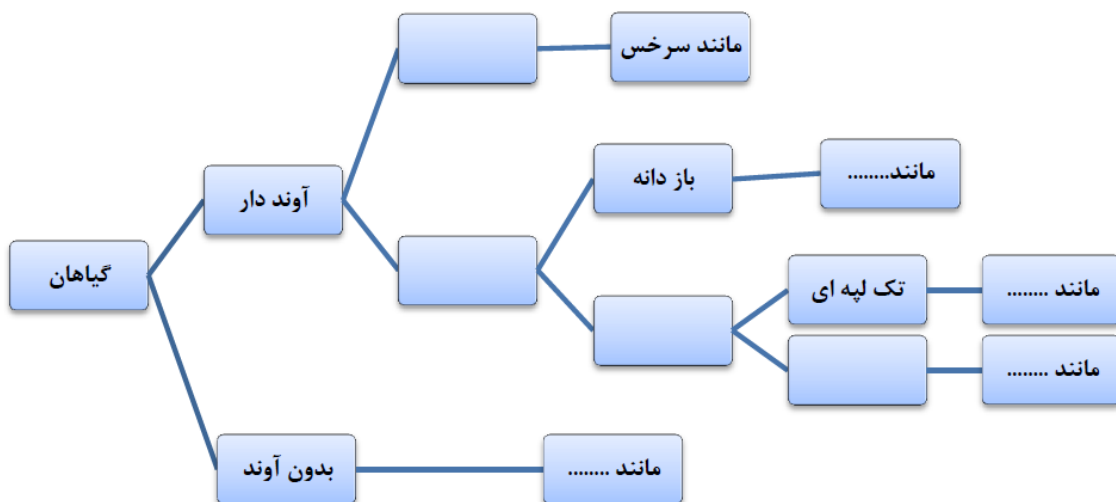 مانند سرخس
باز دانه
مانند........
آوند دار
گیاهان
تک لپه ای
مانند ........
مانند ........
بدون آوند
مانند ........